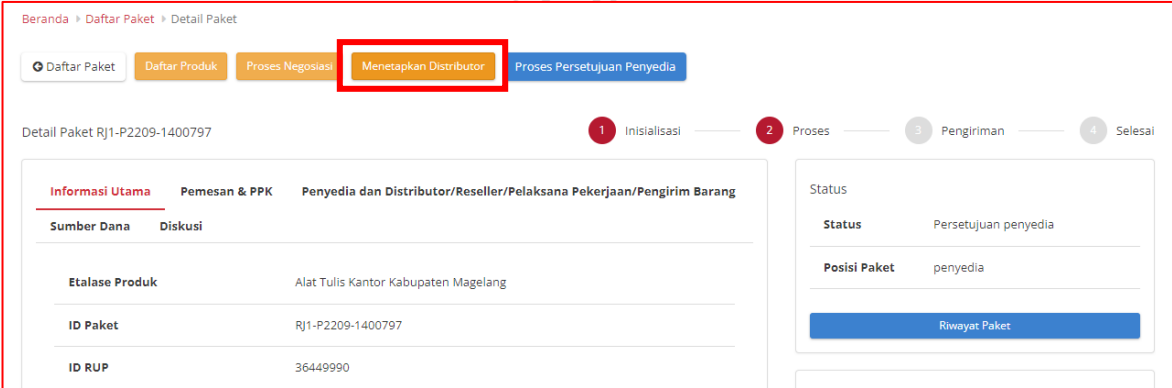 Beranda Daftar Paket Detail Paket
Daftar Paket Daftar Produk Proses Negosiasi Menetapkan Distributor Proses Persetujuan Penyedia
Detail Paket RJ1-P2209-1400797 1 Inisialisasi 2 Proses 3 Pengiriman 4 Selesai
Informasi Utama Pemesan & PPK Penyedia dan Distributor/Reseller/Pelaksana Pekerjaan/Pengirim Barang
Sumber Dana Diskusi
Etalase Produk Alat Tulis Kantor Kabupaten Magelang
ID Paket RJ1-P2209-1400797
ID RUP 36449990
Status
Status Persetujuan penyedia
Posisi Paket penyedia
Riwayat Paket